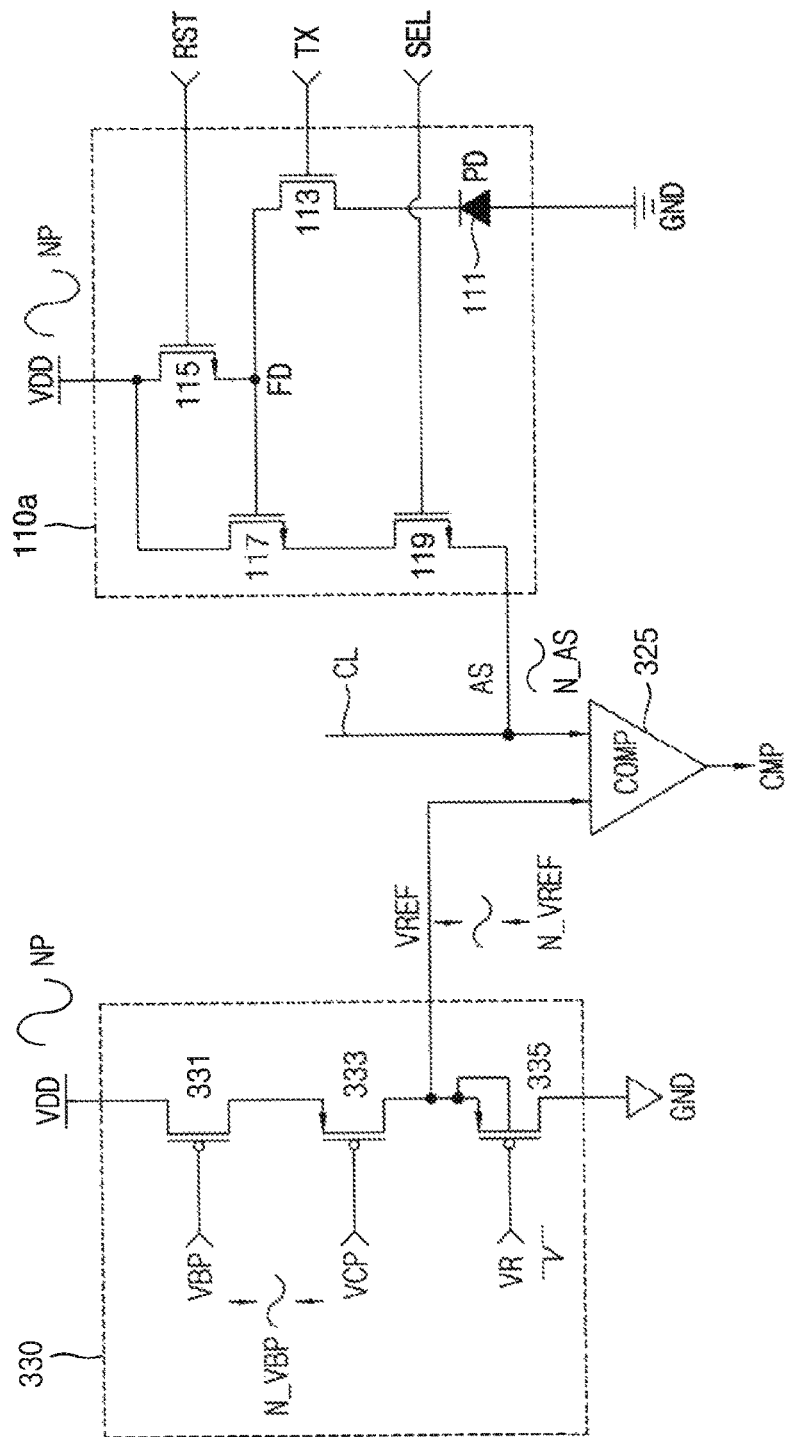 330
VDD
NP
331
VBP
N_VBP
333
VCP
335
VR
GND
VREF
N_VREF
CL
AS
N_AS
COMP
325
CMP
110a
VDD
NP
RST
115
117
FD
113
TX
119
SEL
111
PD
GND